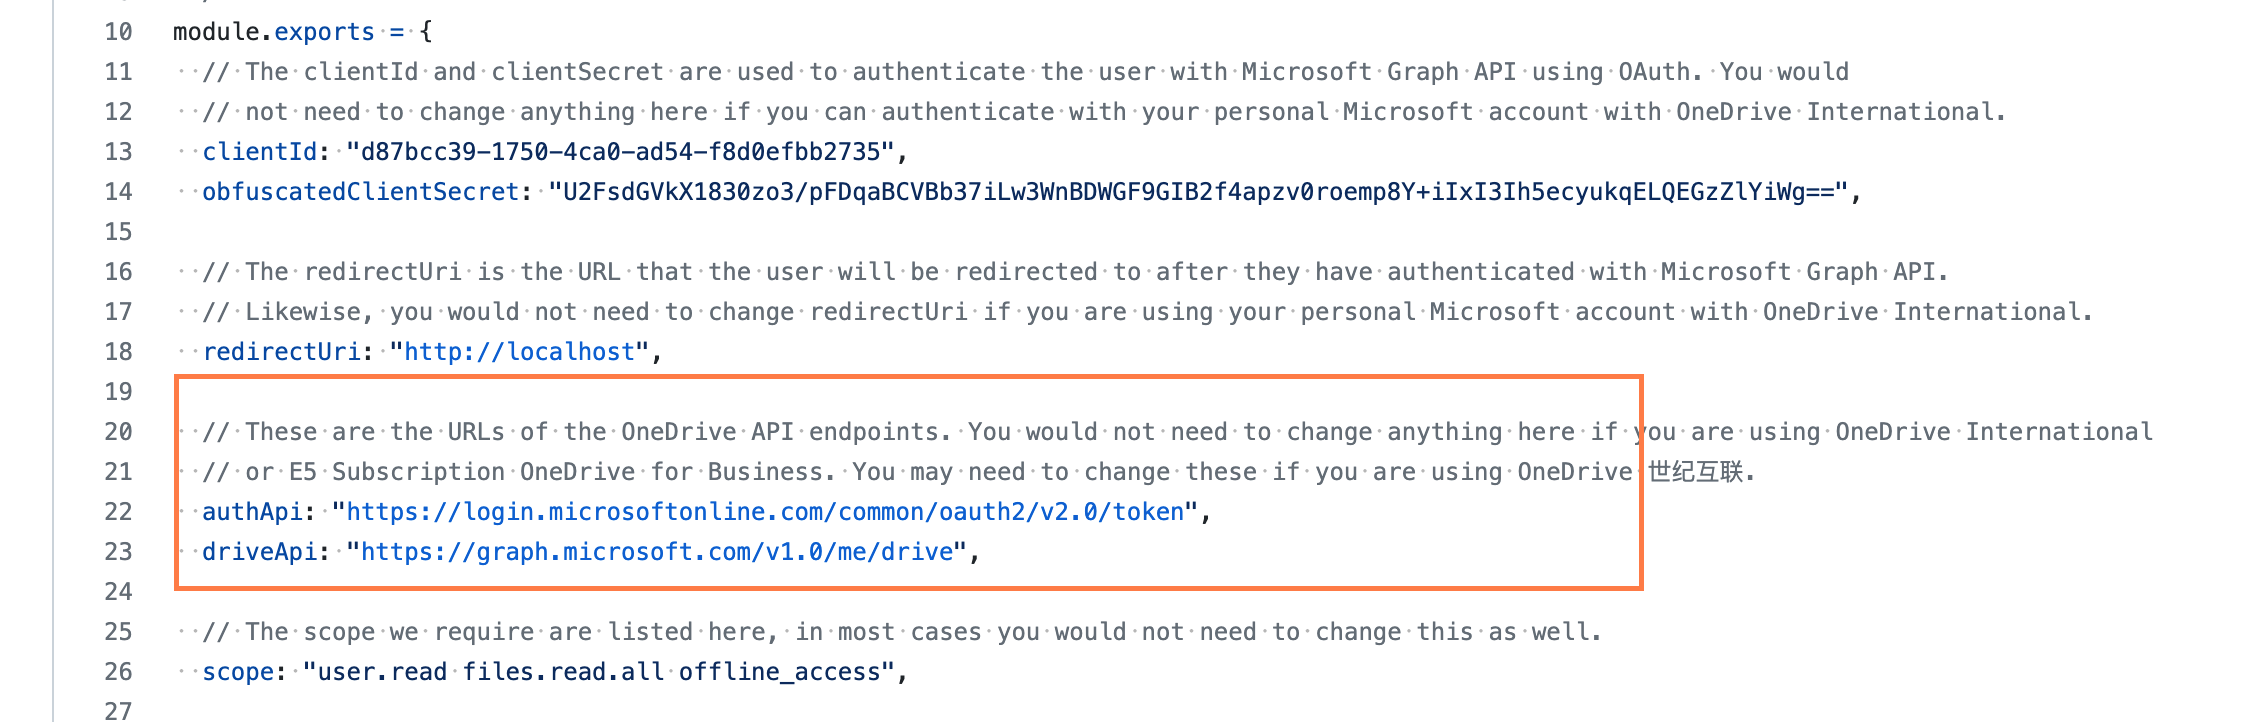 10 module.exports = {
11 // The clientId and clientSecret are used to authenticate the user with Microsoft Graph API using OAuth. You would
12 // not need to change anything here if you can authenticate with your personal Microsoft account with OneDrive International.
13 clientId: "d87bcc39-1750-4ca0-ad54-f8d0efbb2735",
14 obfuscatedClientSecret: "U2FsdGVkX1830zo3/pFDqaBCVBb37iLw3WnBDWGF9GIB2f4apzv0roemp8Y+iIxI3Ih5ecyukqELQEGzZlYiWg==",
15
16 // The redirectUri is the URL that the user will be redirected to after they have authenticated with Microsoft Graph API.
17 // Likewise, you would not need to change redirectUri if you are using your personal Microsoft account with OneDrive International.
18 redirectUri: "http://localhost",
19
20 // These are the URLs of the OneDrive API endpoints. You would not need to change anything here if you are using OneDrive International
21 // or E5 Subscription OneDrive for Business. You may need to change these if you are using OneDrive 世纪互联.
22 authApi: "https://login.microsoftonline.com/common/oauth2/v2.0/token",
23 driveApi: "https://graph.microsoft.com/v1.0/me/drive",
24
25 // The scope we require are listed here, in most cases you would not need to change this as well.
26 scope: "user.read files.read.all offline_access",
27